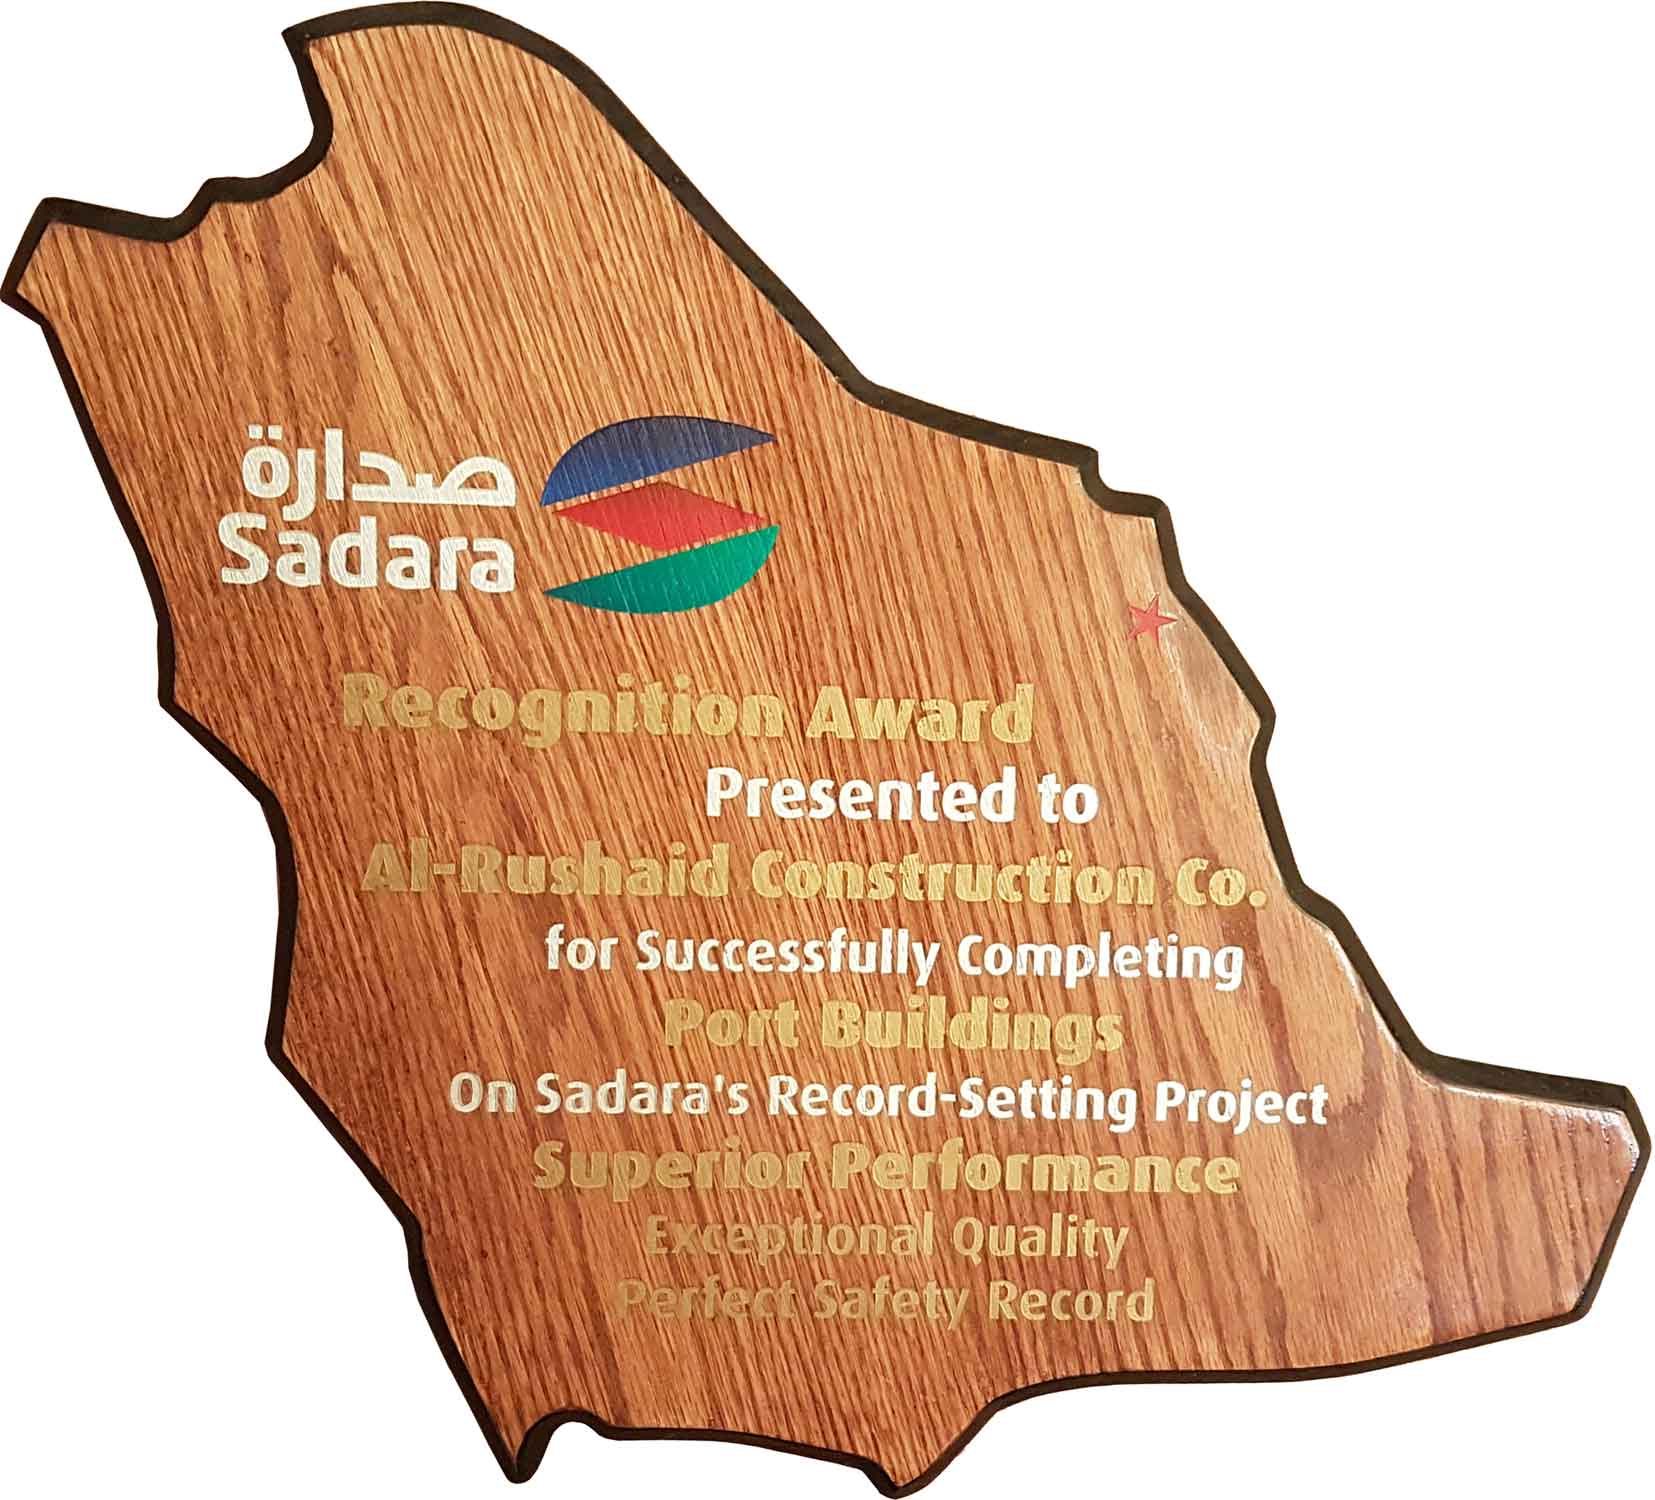 صدارة
Sadara
Recognition Award
Presented to
Al-Rushaid Construction Co.
for Successfully Completing
Port Buildings
On Sadara's Record-Setting Project
Superior Performance
Exceptional Quality
Perfect Safety Record